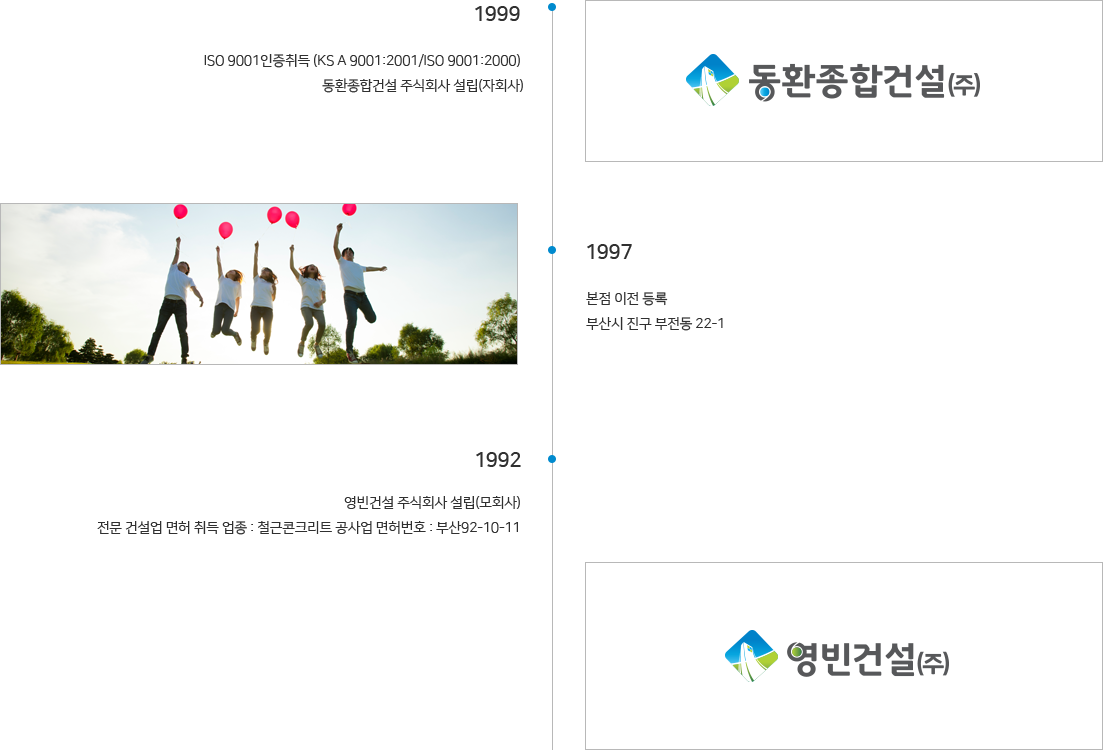 1999
ISO 9001인증취득 (KS A 9001:2001/ISO 9001:2000)
동환종합건설 주식회사 설립(자회사)
동환종합건설(주)
1997
본점 이전 등록
부산시 진구 부전동 22-1
1992
영빈건설 주식회사 설립(모회사)
전문 건설업 면허 취득 업종 : 철근콘크리트 공사업 면허번호 : 부산92-10-11
영빈건설(주)